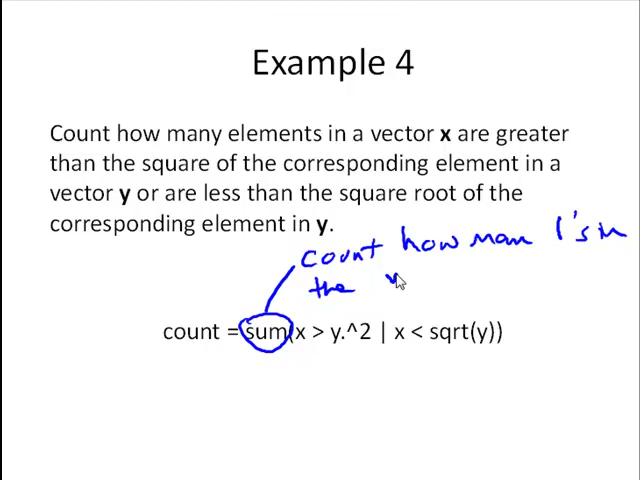 Example 4
Count how many elements in a vector x are greater
than the square of the corresponding element in a
vector y or are less than the square root of the
corresponding element in y.
count how man 1's in
the
count = sum(x > y.^2 | x < sqrt(y))